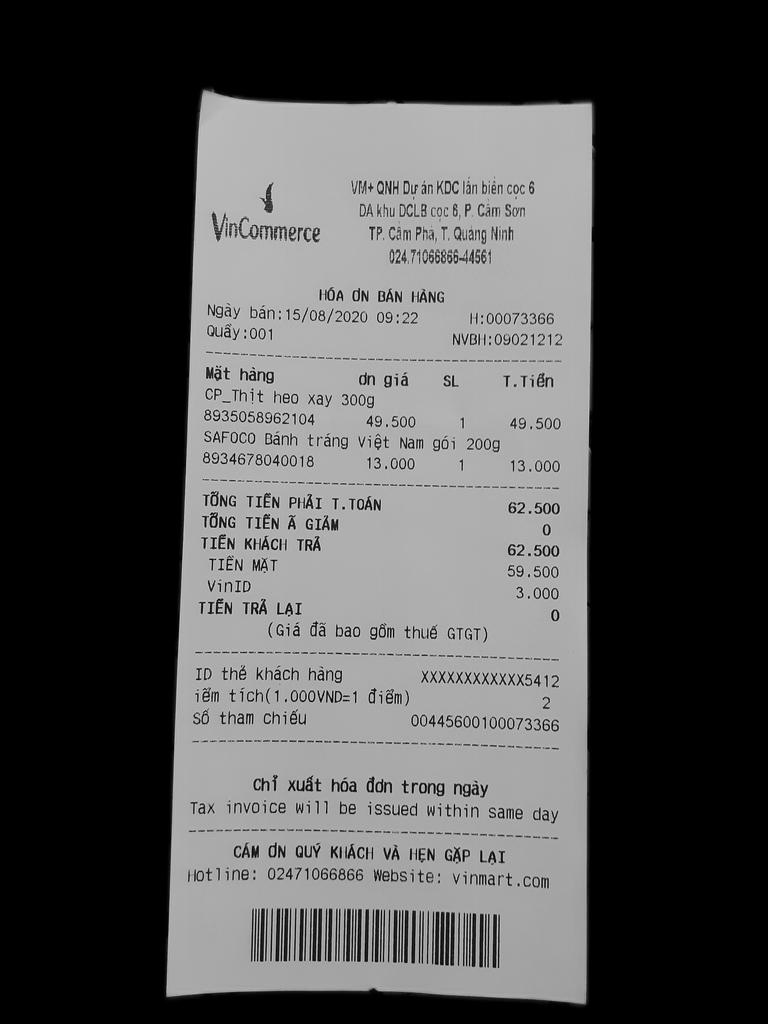 VinCommerce
VM+ QNH Dự án KDC lấn biển cọc 6
DA khu DCLB cọc 6, P. Cẩm Sơn
TP. Cẩm Phả, T. Quảng Ninh
024.71066866-44561
HÓA ƠN BÁN HÀNG
Ngày bán:15/08/2020 09:22 H:00073366
Quầy:001 NVBH:09021212
Mặt hàng ơn giá SL T.Tiền
CP_Thịt heo xay 300g
8935058962104 49.500 1 49.500
SAFOCO Bánh tráng Việt Nam gói 200g
8934678040018 13.000 1 13.000
TỔNG TIỀN PHẢI T.TOÁN 62.500
TỔNG TIỀN Ã GIẢM 0
TIỀN KHÁCH TRẢ 62.500
TIỀN MẶT 59.500
VinID 3.000
TIỀN TRẢ LẠI 0
(Giá đã bao gồm thuế GTGT)
ID thẻ khách hàng XXXXXXXXXXXX5412
iểm tích(1.000VND=1 điểm) 2
Số tham chiếu 00445600100073366
Chỉ xuất hóa đơn trong ngày
Tax invoice will be issued within same day
CÁM ƠN QUÝ KHÁCH VÀ HẸN GẶP LẠI
Hotline: 02471066866 Website: vinmart.com